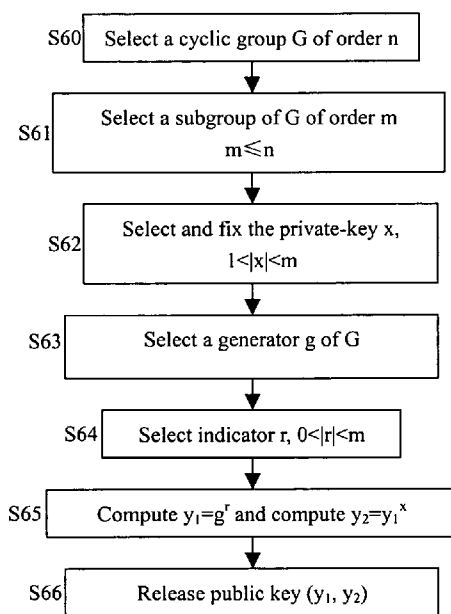 S60
Select a cyclic group G of order n
S61
Select a subgroup of G of order m
m≤n
S62
Select and fix the private-key x,
1<|x|<m
S63
Select a generator g of G
S64
Select indicator r, 0<|r|<m
S65
Compute y₁=gʳ and compute y₂=y₁ˣ
S66
Release public key (y₁, y₂)